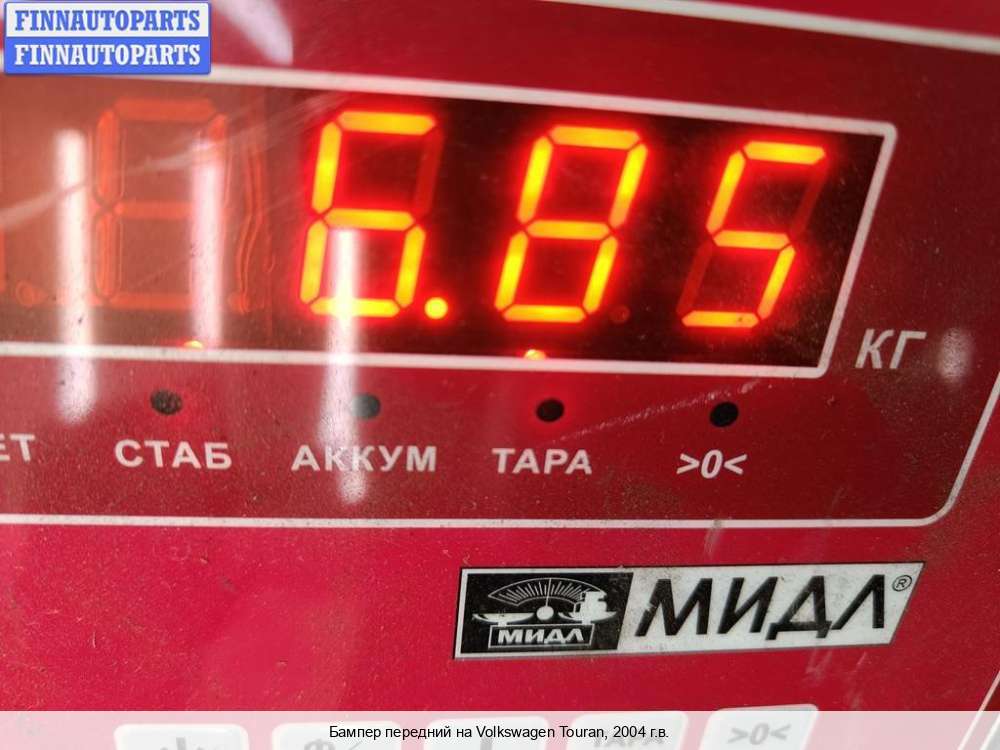 FINNAUTOPARTS
FINNAUTOPARTS
6.85
КГ
ЕТ СТАБ АККУМ ТАРА >0<
МИДЛ МИДЛ®
ТАРА >0<
Бампер передний на Volkswagen Touran, 2004 г.в.